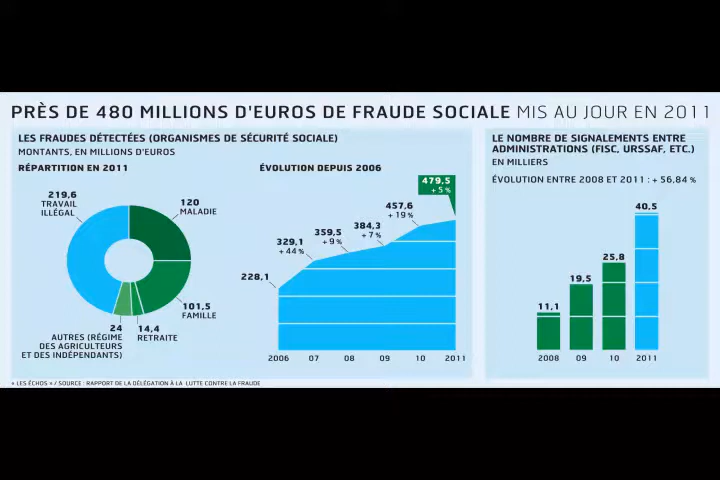 PRÈS DE 480 MILLIONS D'EUROS DE FRAUDE SOCIALE MIS AU JOUR EN 2011
LES FRAUDES DÉTECTÉES (ORGANISMES DE SÉCURITÉ SOCIALE)
MONTANTS, EN MILLIONS D'EUROS
RÉPARTITION EN 2011
219,6
TRAVAIL
ILLÉGAL
120
MALADIE
101,5
FAMILLE
14,4
RETRAITE
24
AUTRES (RÉGIME
DES AGRICULTEURS
ET DES INDÉPENDANTS)
ÉVOLUTION DEPUIS 2006
228,1
329,1
+ 44 %
359,5
+ 9 %
384,3
+ 7 %
457,6
+ 19 %
479,5
+ 5 %
2006 07 08 09 10 2011
LE NOMBRE DE SIGNALEMENTS ENTRE
ADMINISTRATIONS (FISC, URSSAF, ETC.)
EN MILLIERS
ÉVOLUTION ENTRE 2008 ET 2011 : + 56,84 %
11,1
19,5
25,8
40,5
2008 09 10 2011
« LES ÉCHOS » / SOURCE : RAPPORT DE LA DÉLÉGATION À LA LUTTE CONTRE LA FRAUDE